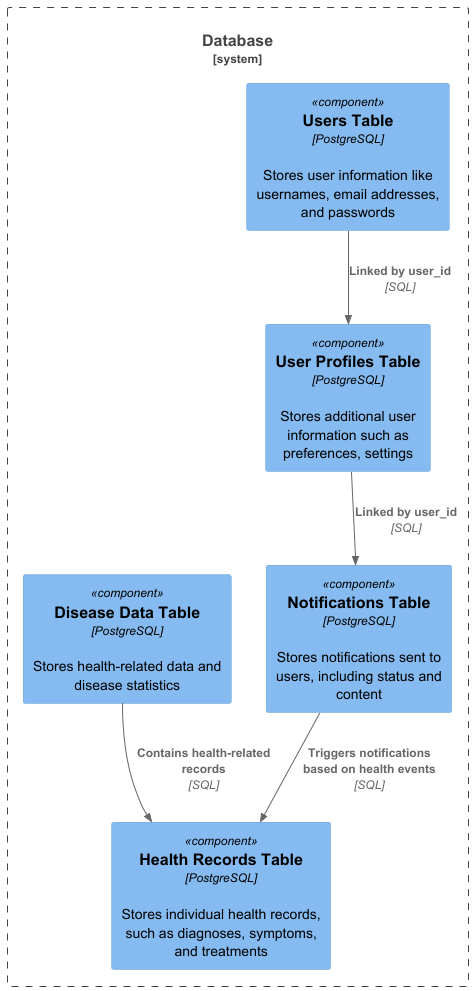 Database
[system]
«component»
Users Table
[PostgreSQL]
Stores user information like
usernames, email addresses,
and passwords
Linked by user_id
[SQL]
«component»
User Profiles Table
[PostgreSQL]
Stores additional user
information such as
preferences, settings
Linked by user_id
[SQL]
«component»
Disease Data Table
[PostgreSQL]
Stores health-related data and
disease statistics
«component»
Notifications Table
[PostgreSQL]
Stores notifications sent to
users, including status and
content
Contains health-related
records
[SQL]
Triggers notifications
based on health events
[SQL]
«component»
Health Records Table
[PostgreSQL]
Stores individual health records,
such as diagnoses, symptoms,
and treatments